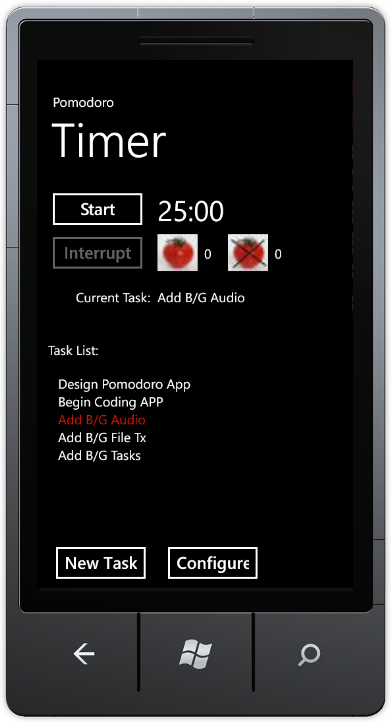 Pomodoro
Timer
Start 25:00
Interrupt 0 0
Current Task: Add B/G Audio
Task List:
Design Pomodoro App
Begin Coding APP
Add B/G Audio
Add B/G File Tx
Add B/G Tasks
New Task Configure